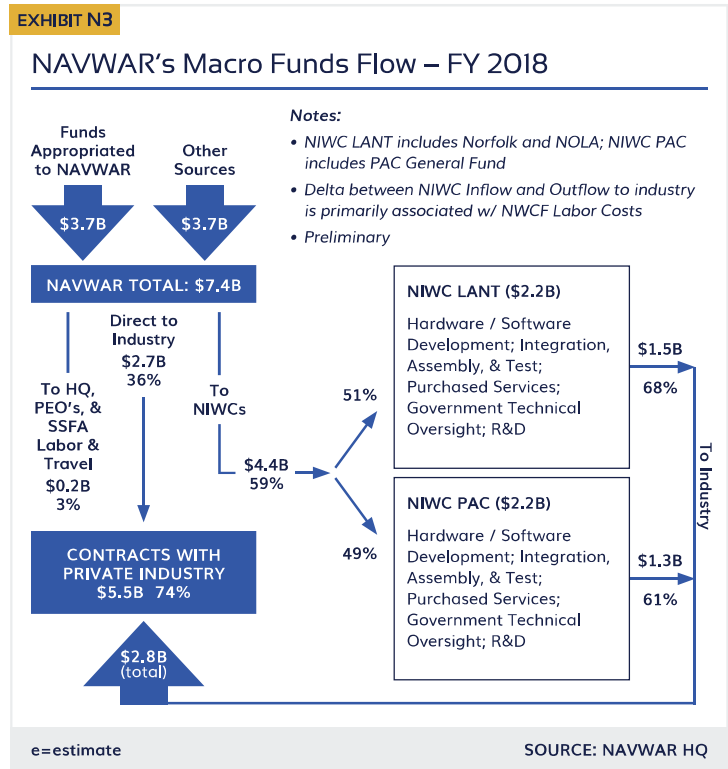 EXHIBIT N3
NAVWAR's Macro Funds Flow – FY 2018
Funds
Appropriated
to NAVWAR
Other
Sources
$3.7B
$3.7B
Notes:
• NIWC LANT includes Norfolk and NOLA; NIWC PAC
includes PAC General Fund
• Delta between NIWC Inflow and Outflow to industry
is primarily associated w/ NWCF Labor Costs
• Preliminary
NAVWAR TOTAL: $7.4B
To HQ,
PEO's, &
SSFA
Labor &
Travel
$0.2B
3%
Direct to
Industry
$2.7B
36%
To
NIWCs
$4.4B
59%
51%
49%
NIWC LANT ($2.2B)
Hardware / Software
Development; Integration,
Assembly, & Test;
Purchased Services;
Government Technical
Oversight; R&D
$1.5B
68%
NIWC PAC ($2.2B)
Hardware / Software
Development; Integration,
Assembly, & Test;
Purchased Services;
Government Technical
Oversight; R&D
$1.3B
61%
To Industry
CONTRACTS WITH
PRIVATE INDUSTRY
$5.5B 74%
$2.8B
(total)
e=estimate
SOURCE: NAVWAR HQ